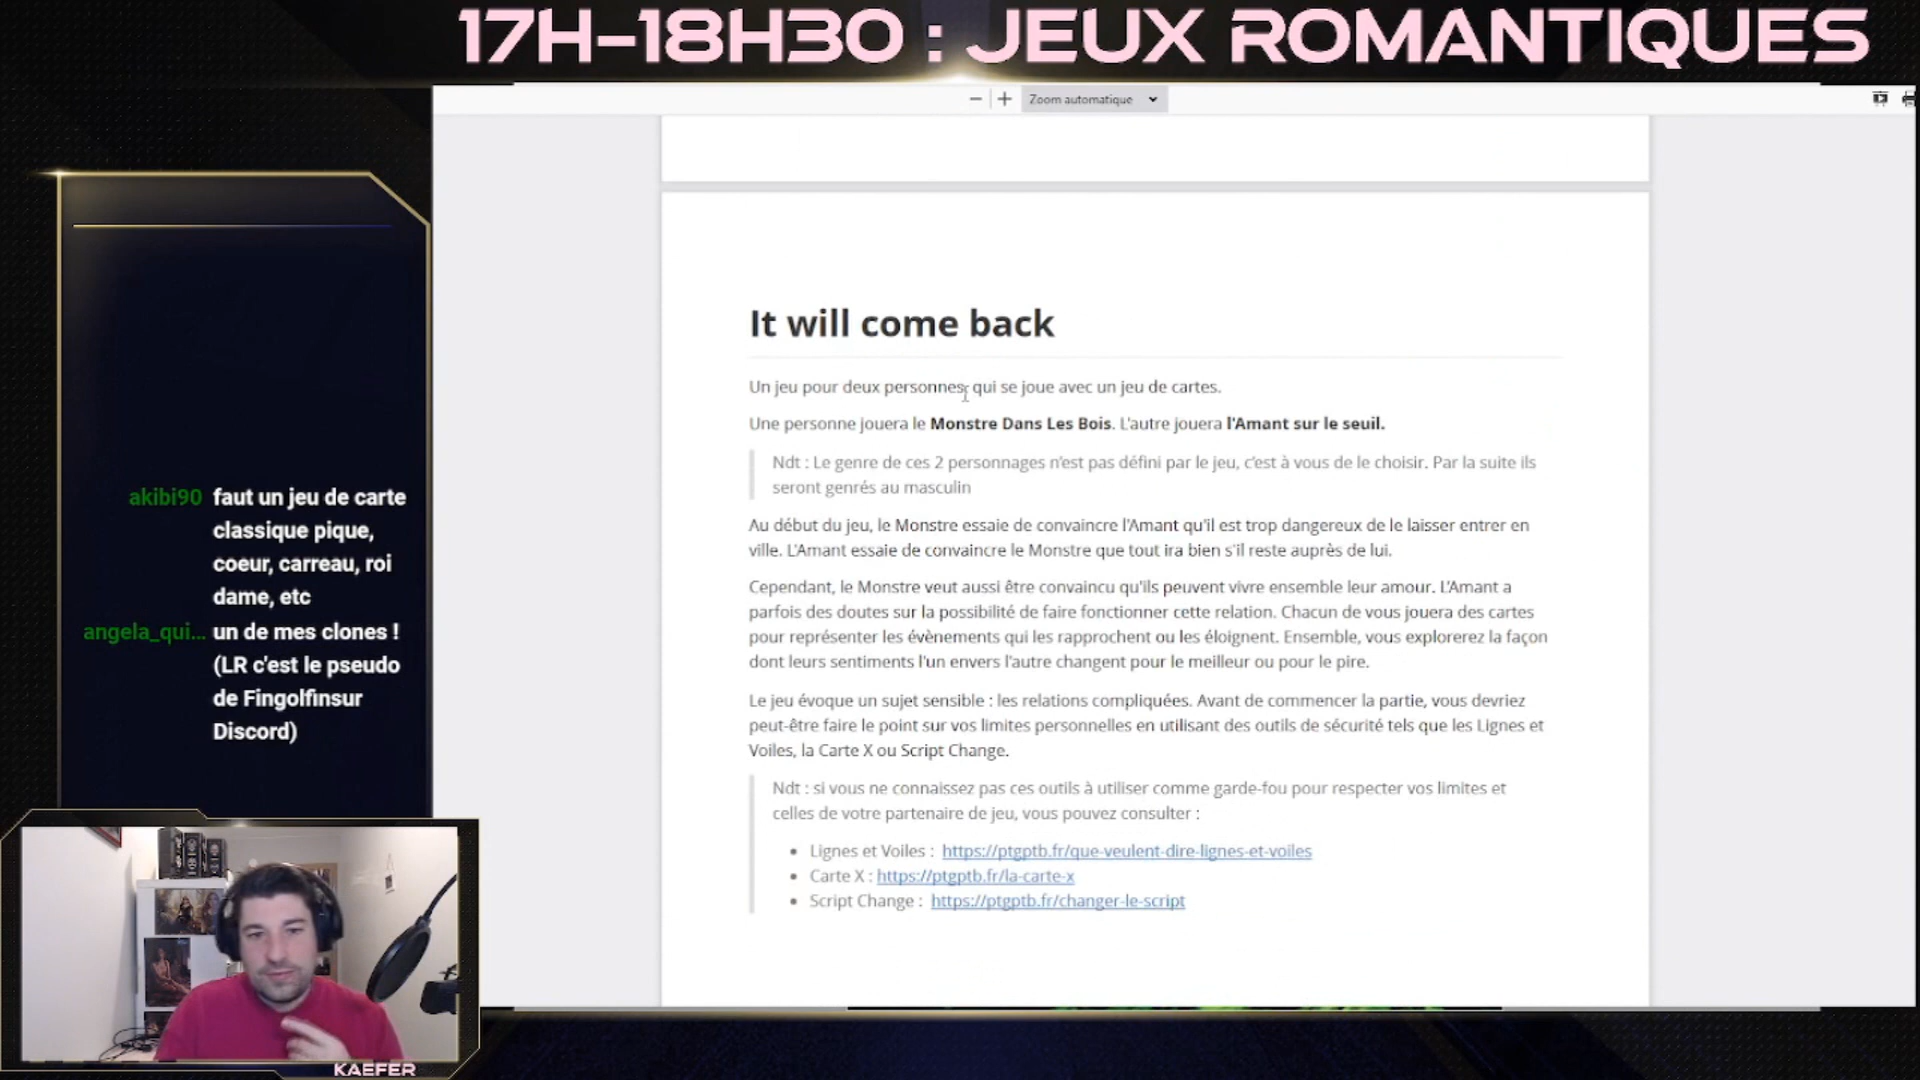 17H-18H30 : JEUX ROMANTIQUES
Zoom automatique
It will come back
Un jeu pour deux personnes, qui se joue avec un jeu de cartes.
Une personne jouera le Monstre Dans Les Bois. L'autre jouera l'Amant sur le seuil.
Ndt : Le genre de ces 2 personnages n'est pas défini par le jeu, c'est à vous de le choisir. Par la suite ils
seront genrés au masculin
Au début du jeu, le Monstre essaie de convaincre l'Amant qu'il est trop dangereux de le laisser entrer en
ville. L'Amant essaie de convaincre le Monstre que tout ira bien s'il reste auprès de lui.
Cependant, le Monstre veut aussi être convaincu qu'ils peuvent vivre ensemble leur amour. L'Amant a
parfois des doutes sur la possibilité de faire fonctionner cette relation. Chacun de vous jouera des cartes
pour représenter les évènements qui les rapprochent ou les éloignent. Ensemble, vous explorerez la façon
dont leurs sentiments l'un envers l'autre changent pour le meilleur ou pour le pire.
Le jeu évoque un sujet sensible : les relations compliquées. Avant de commencer la partie, vous devriez
peut-être faire le point sur vos limites personnelles en utilisant des outils de sécurité tels que les Lignes et
Voiles, la Carte X ou Script Change.
Ndt : si vous ne connaissez pas ces outils à utiliser comme garde-fou pour respecter vos limites et
celles de votre partenaire de jeu, vous pouvez consulter :
• Lignes et Voiles : https://ptgptb.fr/que-veulent-dire-lignes-et-voiles
• Carte X : https://ptgptb.fr/la-carte-x
• Script Change : https://ptgptb.fr/changer-le-script
akibi90 faut un jeu de carte
classique pique,
coeur, carreau, roi
dame, etc
angela_qui... un de mes clones !
(LR c'est le pseudo
de Fingolfinsur
Discord)
KAEFER